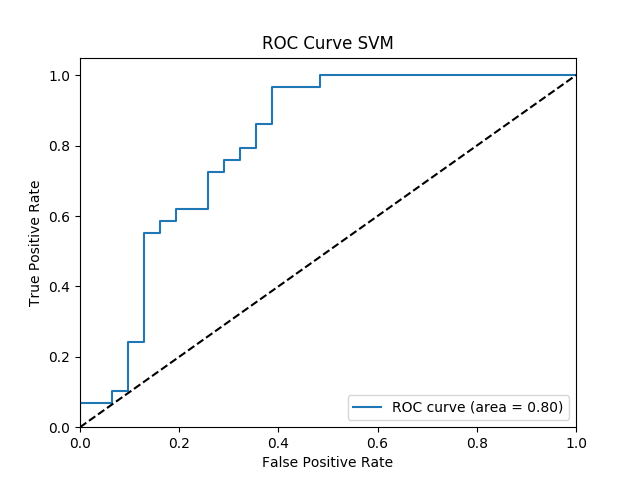 ROC Curve SVM
1.0
0.8
0.6
0.4
0.2
0.0
True Positive Rate
ROC curve (area = 0.80)
0.0 0.2 0.4 0.6 0.8 1.0
False Positive Rate